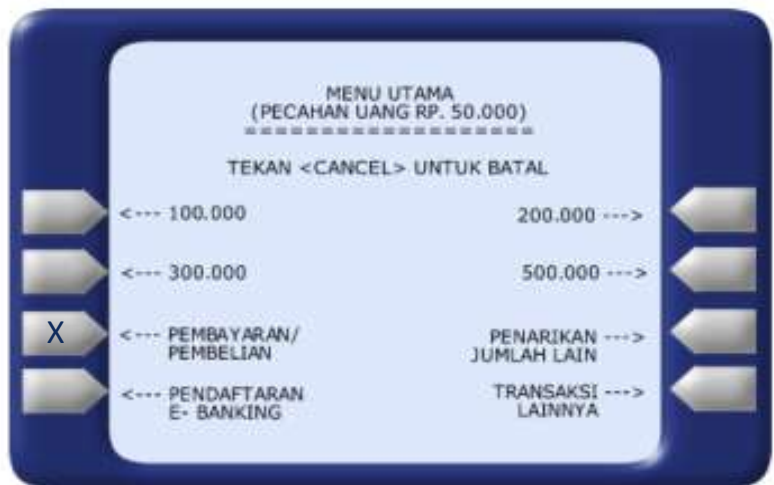 MENU UTAMA
(PECAHAN UANG RP. 50.000)
===================
TEKAN <CANCEL> UNTUK BATAL
<--- 100.000
200.000 --->
<--- 300.000
500.000 --->
X
<--- PEMBAYARAN/
PEMBELIAN
PENARIKAN --->
JUMLAH LAIN
<--- PENDAFTARAN
E- BANKING
TRANSAKSI --->
LAINNYA